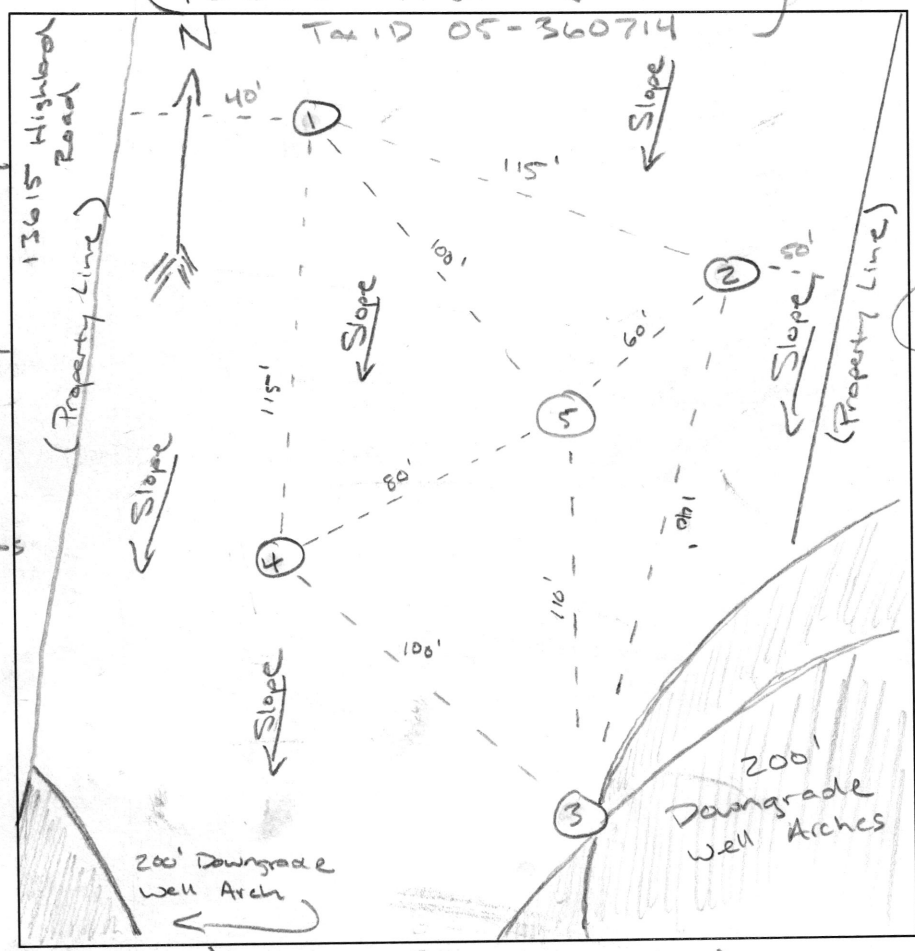 Tax ID 05-360714
13615 Highland
Road
N
40'
1
Slope
115'
(Property Line)
100'
2
50'
Slope
60'
Slope
(Property Line)
115'
5
Slope
80'
140'
4
110'
100'
Slope
3
200'
Downgrade
Well Arches
200' Downgrade
Well Arch